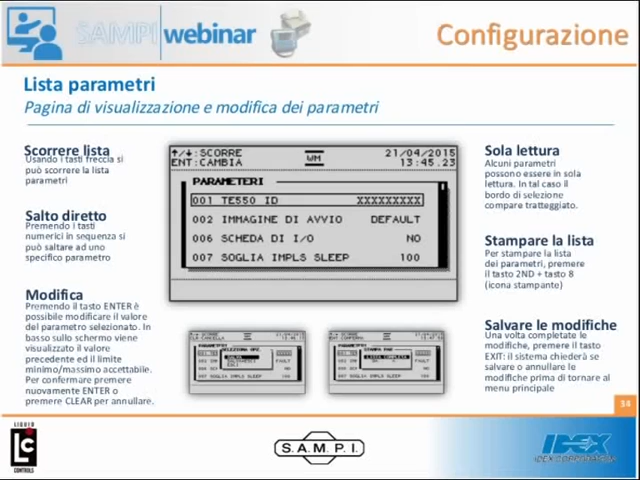 SAMPI webinar
Configurazione
Lista parametri
Pagina di visualizzazione e modifica dei parametri
Scorrere lista
Usando i tasti freccia si
può scorrere la lista
parametri
Salto diretto
Premendo i tasti
numerici in sequenza si
può saltare ad uno
specifico parametro
Modifica
Premendo il tasto ENTER è
possibile modificare il valore
del parametro selezionato. In
basso sullo schermo viene
visualizzato il valore
precedente ed il limite
minimo/massimo accettabile.
Per confermare premere
nuovamente ENTER o
premere CLEAR per annullare.
↑/↓:SCORRE
ENT:CAMBIA
WM
21/04/2015
13:45.23
PARAMETERI
001 TE550 ID XXXXXXXXX
002 IMMAGINE DI AVVIO DEFAULT
006 SCHEDA DI I/O NO
007 SOGLIA IMPLS SLEEP 100
Sola lettura
Alcuni parametri
possono essere in sola
lettura. In tal caso il
bordo di selezione
compare tratteggiato.
Stampare la lista
Per stampare la lista
dei parametri, premere
il tasto 2ND + tasto 8
(icona stampante)
Salvare le modifiche
Una volta completate le
modifiche, premere il tasto
EXIT: il sistema chiederà se
salvare o annullare le
modifiche prima di tornare al
menu principale
34
LIQUID
LC
CONTROLS
S.A.M.P.I.
IDEX
IDEX CORPORATION